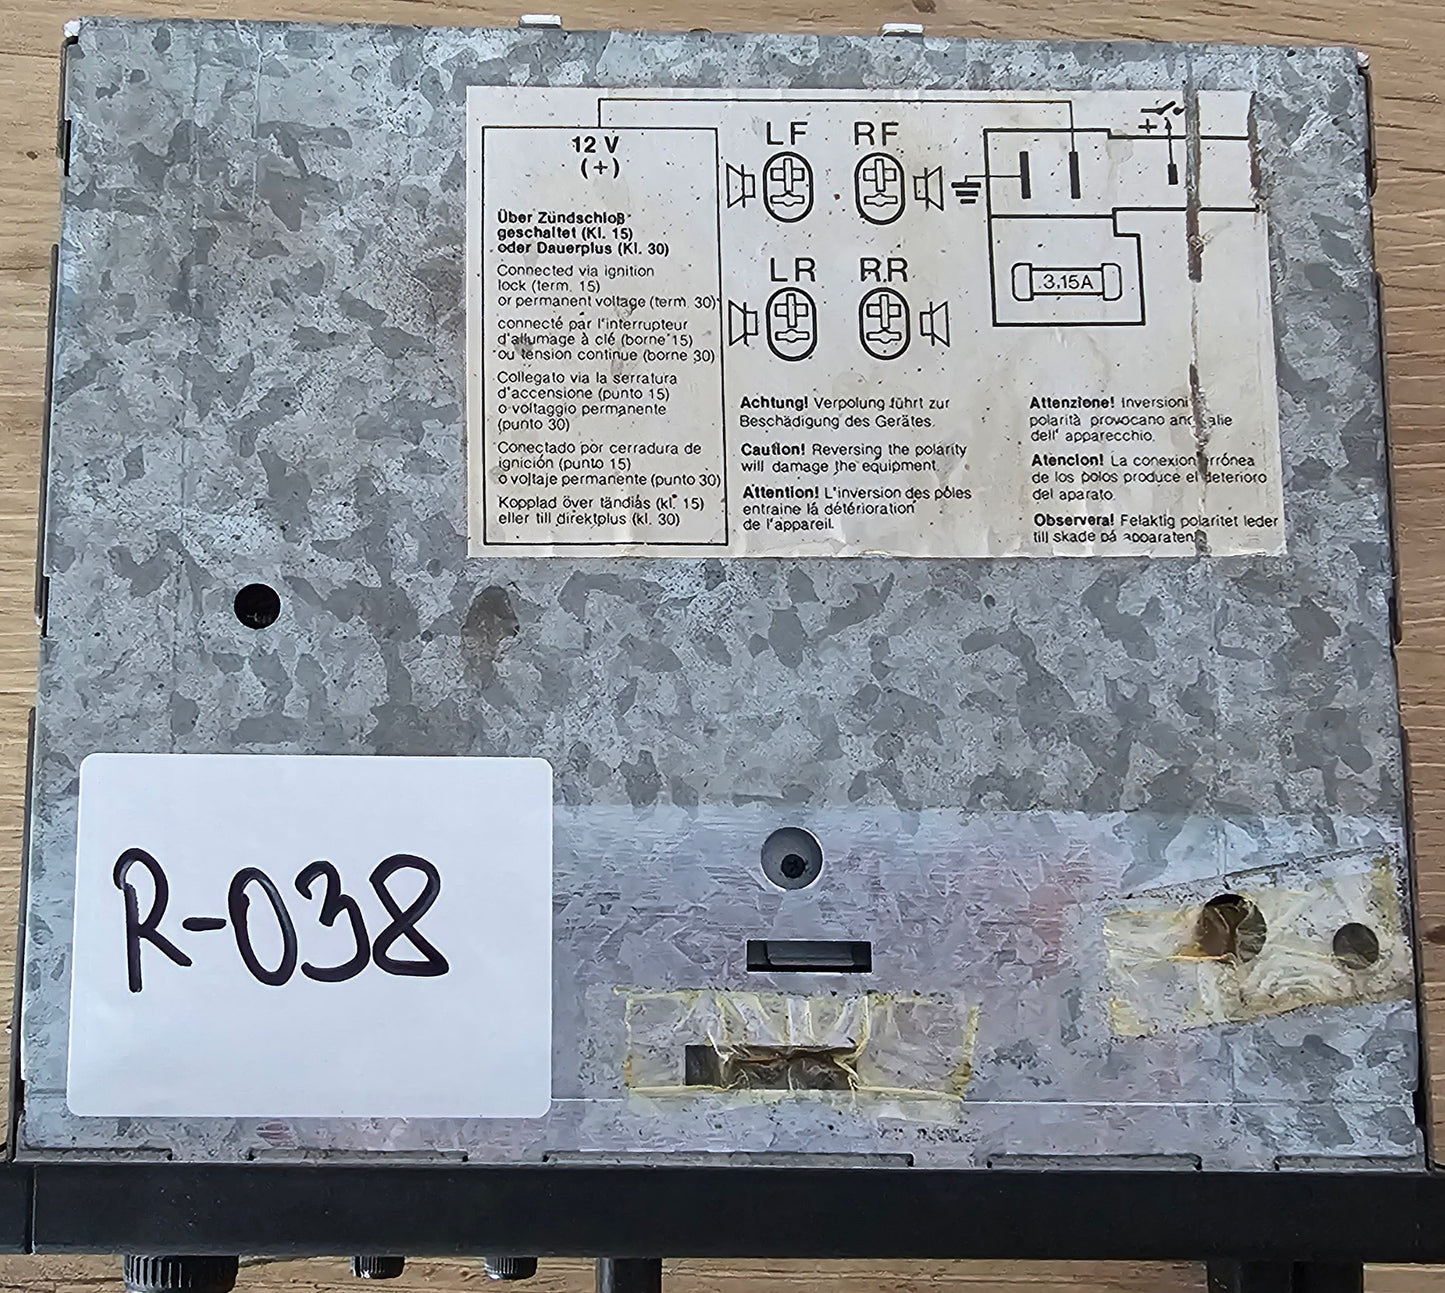 12 V
(+)
Über Zündschloß
geschaltet (Kl. 15)
oder Dauerplus (Kl. 30)
Connected via ignition
lock (term. 15)
or permanent voltage (term. 30)
connecté par l'interrupteur
d'allumage à clé (borne 15)
ou tension continue (borne 30)
Collegato via la serratura
d'accensione (punto 15)
o voltaggio permanente
(punto 30)
Conectado por cerradura de
ignición (punto 15)
o voltaje permanente (punto 30)
Kopplad över tändlås (kl. 15)
eller till direktplus (kl. 30)
LF RF
LR RR
+
3,15A
Achtung! Verpolung führt zur
Beschädigung des Gerätes.
Caution! Reversing the polarity
will damage the equipment.
Attention! L'inversion des pôles
entraine la détérioration
de l'appareil.
Attenzione! Inversioni
polarità provocano
dell' apparecchio.
Atencion! La conexion
de los polos produce el deterioro
del aparato.
Observera! Felaktig polaritet leder
till skade på apparaten
R-038